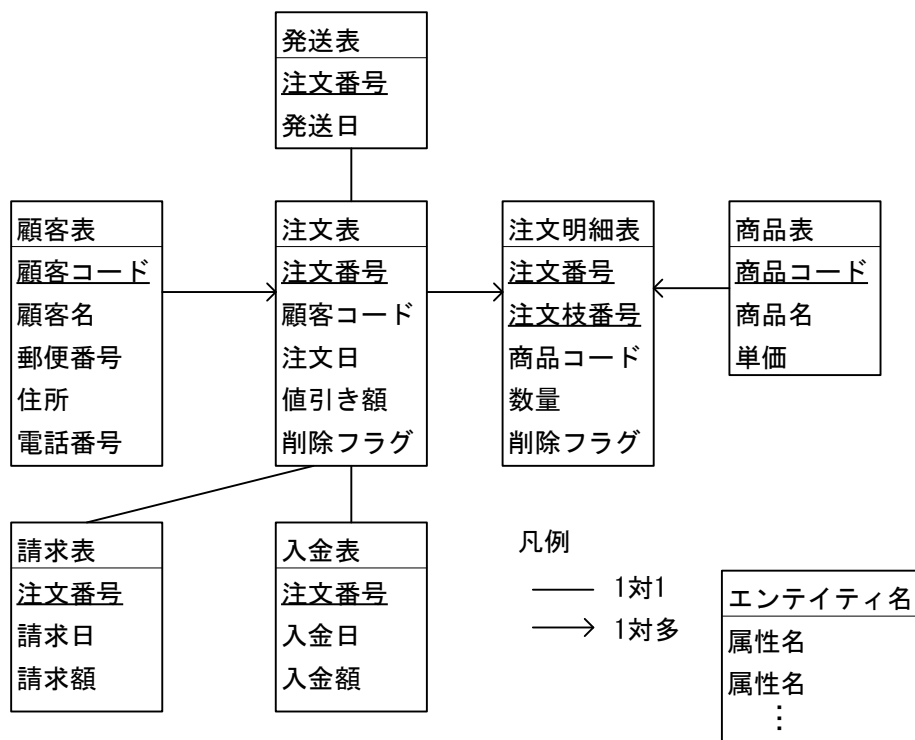 発送表
注文番号
発送日
顧客表
顧客コード
顧客名
郵便番号
住所
電話番号
注文表
注文番号
顧客コード
注文日
値引き額
削除フラグ
注文明細表
注文番号
注文枝番号
商品コード
数量
削除フラグ
商品表
商品コード
商品名
単価
請求表
注文番号
請求日
請求額
入金表
注文番号
入金日
入金額
凡例
1対1
1対多
エンテイティ名
属性名
属性名
⋮